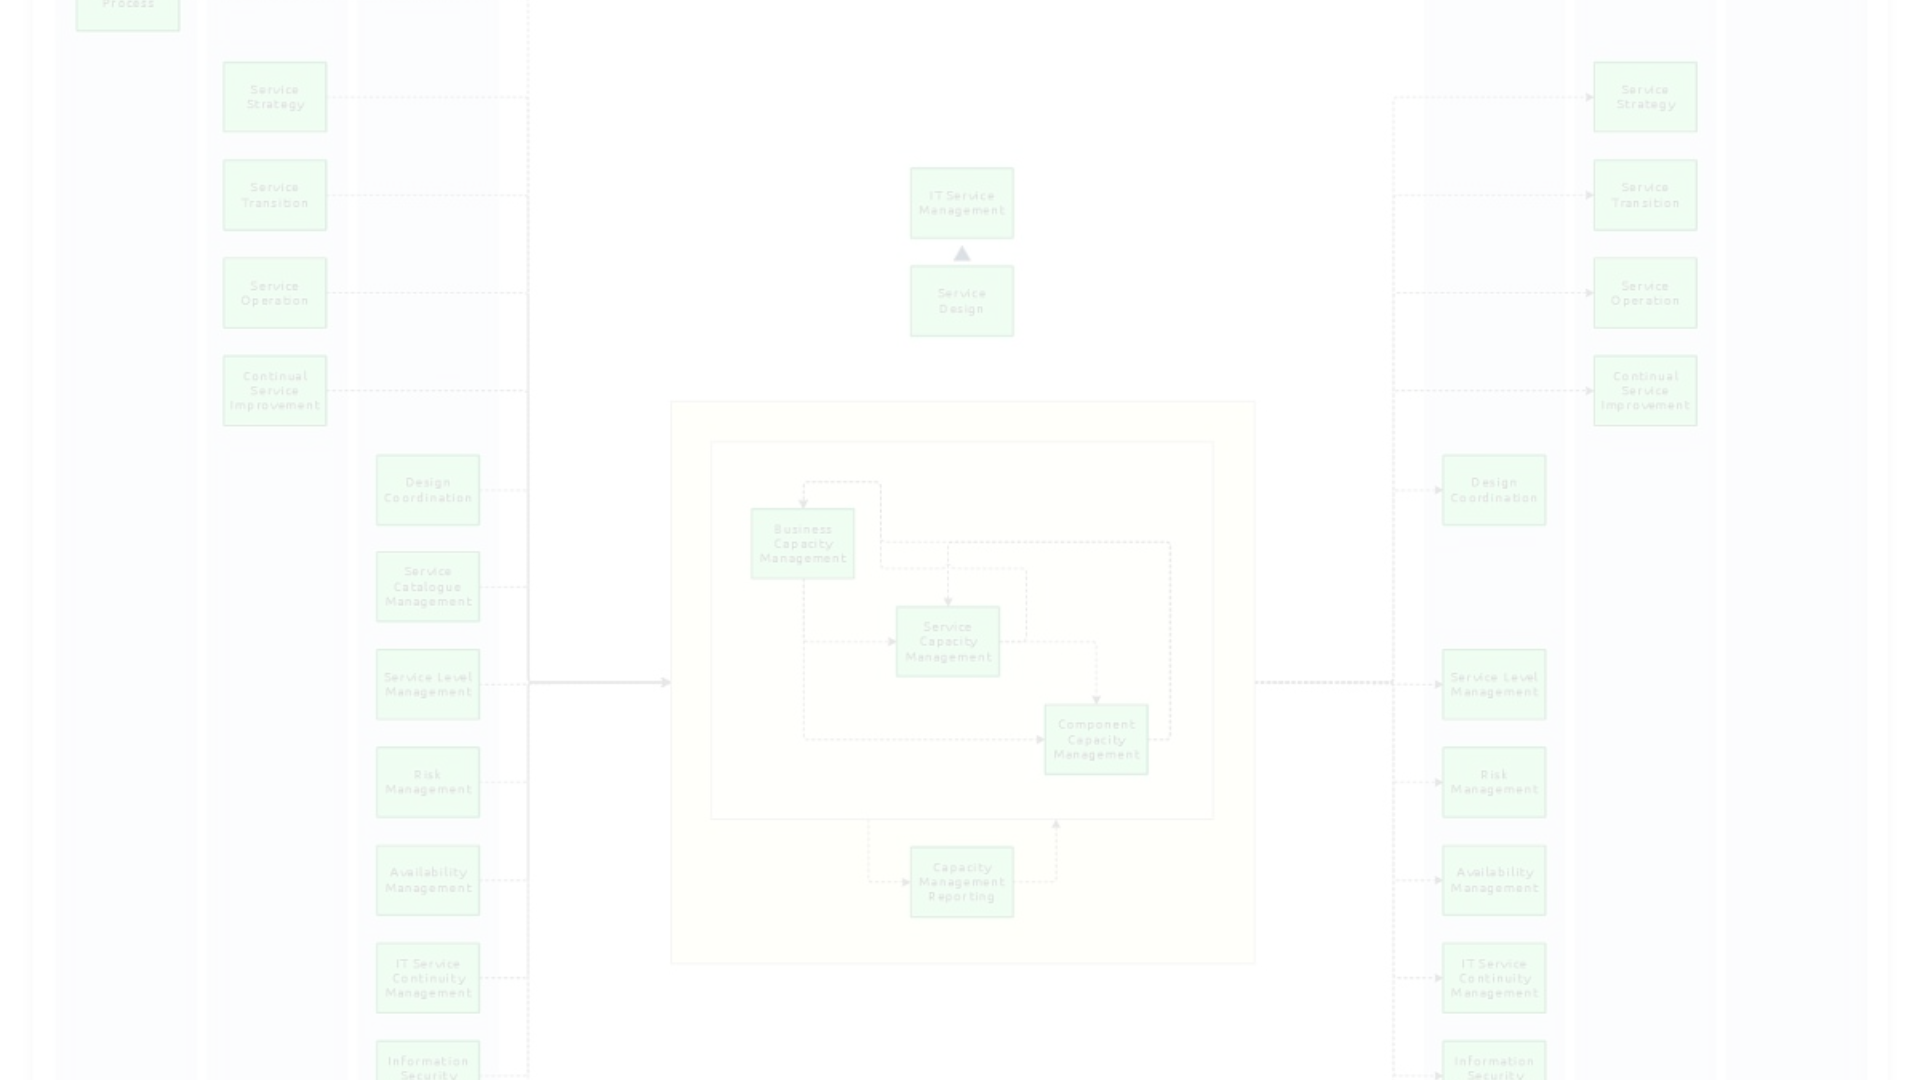 Process
Service
Strategy
Service
Transition
Service
Operation
Continual
Service
Improvement
Design
Coordination
Service
Catalogue
Management
Service Level
Management
Risk
Management
Availability
Management
IT Service
Continuity
Management
Information
Security
IT Service
Management
Service
Design
Business
Capacity
Management
Service
Capacity
Management
Component
Capacity
Management
Capacity
Management
Reporting
Service
Strategy
Service
Transition
Service
Operation
Continual
Service
Improvement
Design
Coordination
Service Level
Management
Risk
Management
Availability
Management
IT Service
Continuity
Management
Information
Security